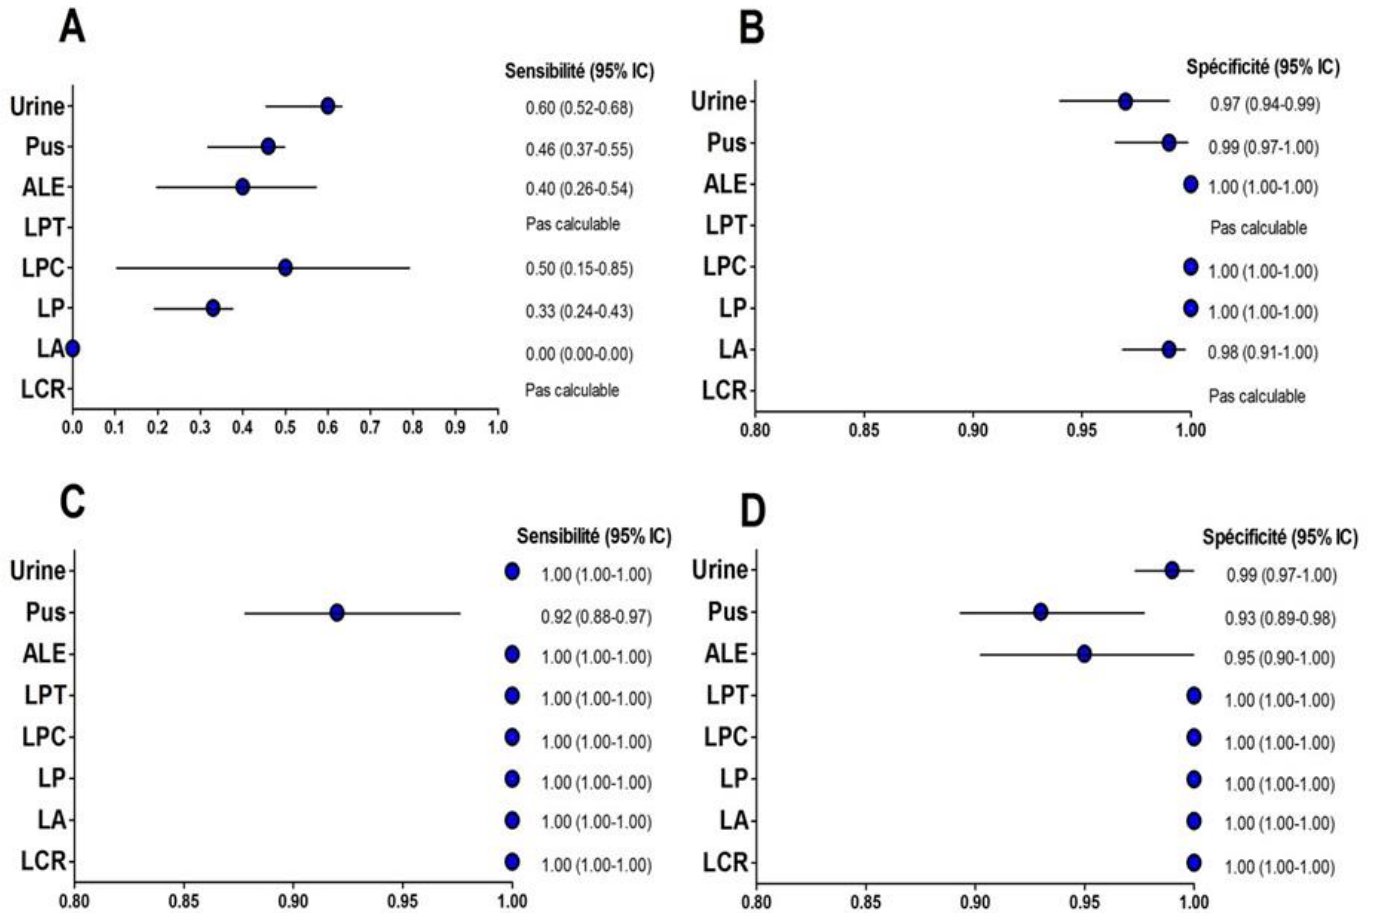 A
Sensibilité (95% IC)
Urine 0.60 (0.52-0.68)
Pus 0.46 (0.37-0.55)
ALE 0.40 (0.26-0.54)
LPT Pas calculable
LPC 0.50 (0.15-0.85)
LP 0.33 (0.24-0.43)
LA 0.00 (0.00-0.00)
LCR Pas calculable
0.0 0.1 0.2 0.3 0.4 0.5 0.6 0.7 0.8 0.9 1.0
B
Spécificité (95% IC)
Urine 0.97 (0.94-0.99)
Pus 0.99 (0.97-1.00)
ALE 1.00 (1.00-1.00)
LPT Pas calculable
LPC 1.00 (1.00-1.00)
LP 1.00 (1.00-1.00)
LA 0.98 (0.91-1.00)
LCR Pas calculable
0.80 0.85 0.90 0.95 1.00
C
Sensibilité (95% IC)
Urine 1.00 (1.00-1.00)
Pus 0.92 (0.88-0.97)
ALE 1.00 (1.00-1.00)
LPT 1.00 (1.00-1.00)
LPC 1.00 (1.00-1.00)
LP 1.00 (1.00-1.00)
LA 1.00 (1.00-1.00)
LCR 1.00 (1.00-1.00)
0.80 0.85 0.90 0.95 1.00
D
Spécificité (95% IC)
Urine 0.99 (0.97-1.00)
Pus 0.93 (0.89-0.98)
ALE 0.95 (0.90-1.00)
LPT 1.00 (1.00-1.00)
LPC 1.00 (1.00-1.00)
LP 1.00 (1.00-1.00)
LA 1.00 (1.00-1.00)
LCR 1.00 (1.00-1.00)
0.80 0.85 0.90 0.95 1.00